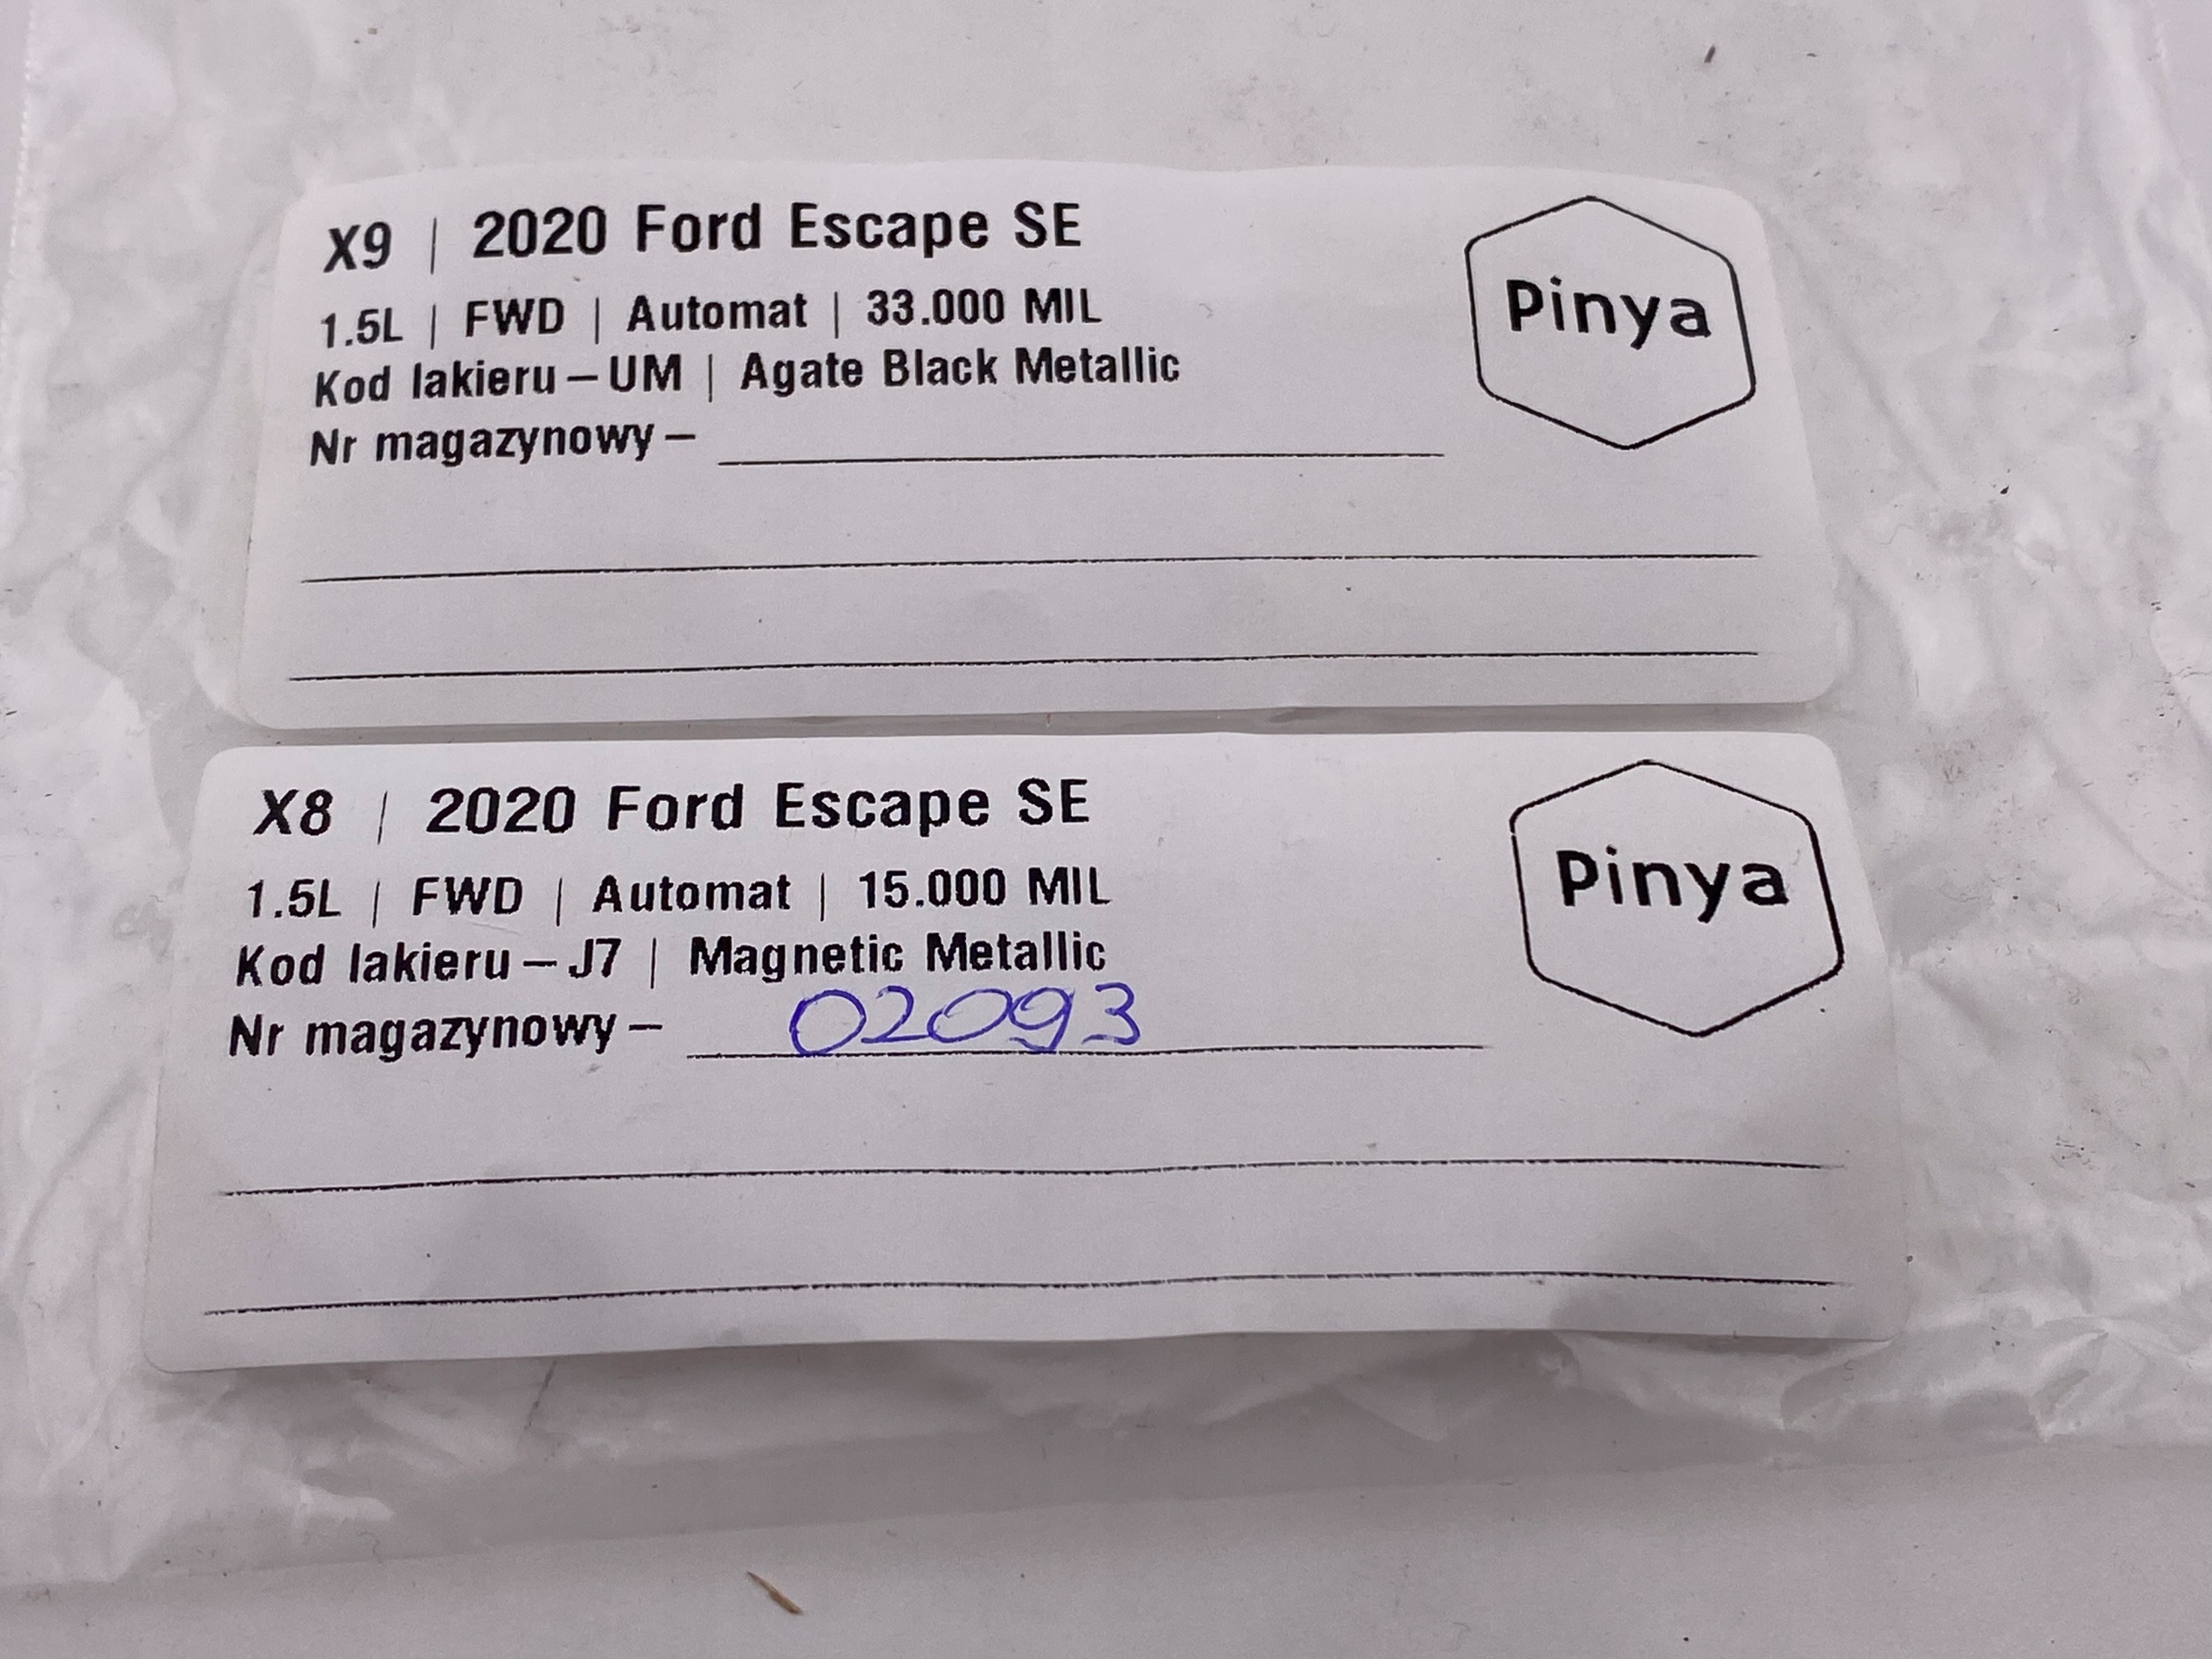 X9 | 2020 Ford Escape SE
1.5L | FWD | Automat | 33.000 MIL
Kod lakieru – UM | Agate Black Metallic
Nr magazynowy –
Pinya
X8 | 2020 Ford Escape SE
1.5L | FWD | Automat | 15.000 MIL
Kod lakieru – J7 | Magnetic Metallic
Nr magazynowy – 02093
Pinya